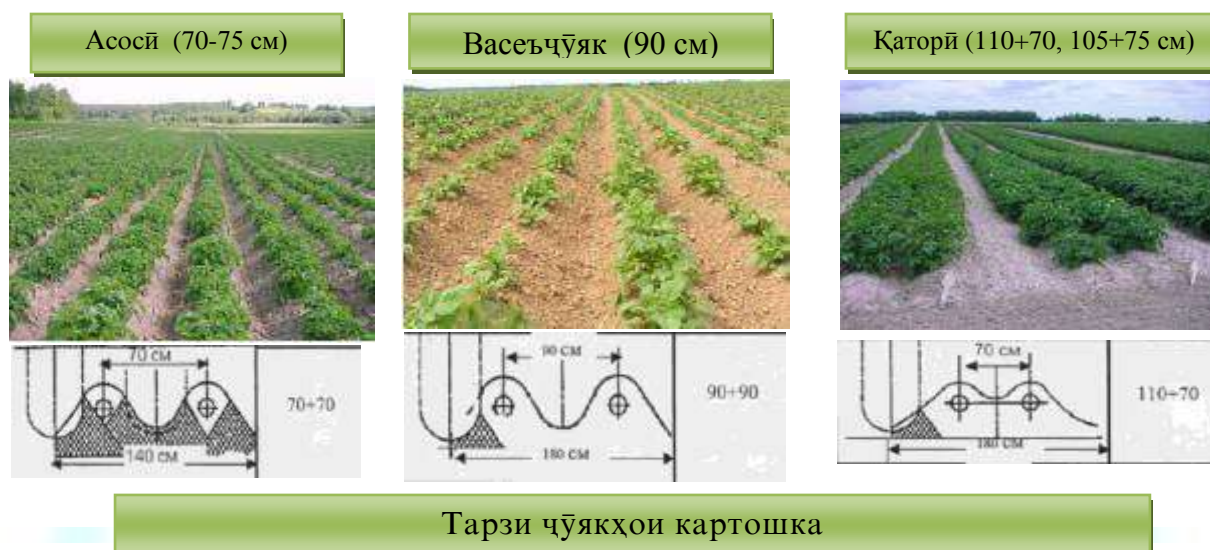 Асосӣ (70-75 см)
Васеъҷӯяк (90 см)
Қаторӣ (110+70, 105+75 см)
70 см
70+70
140 см
90 см
90+90
180 см
70 см
110+70
180 см
Тарзи ҷӯякҳои картошка